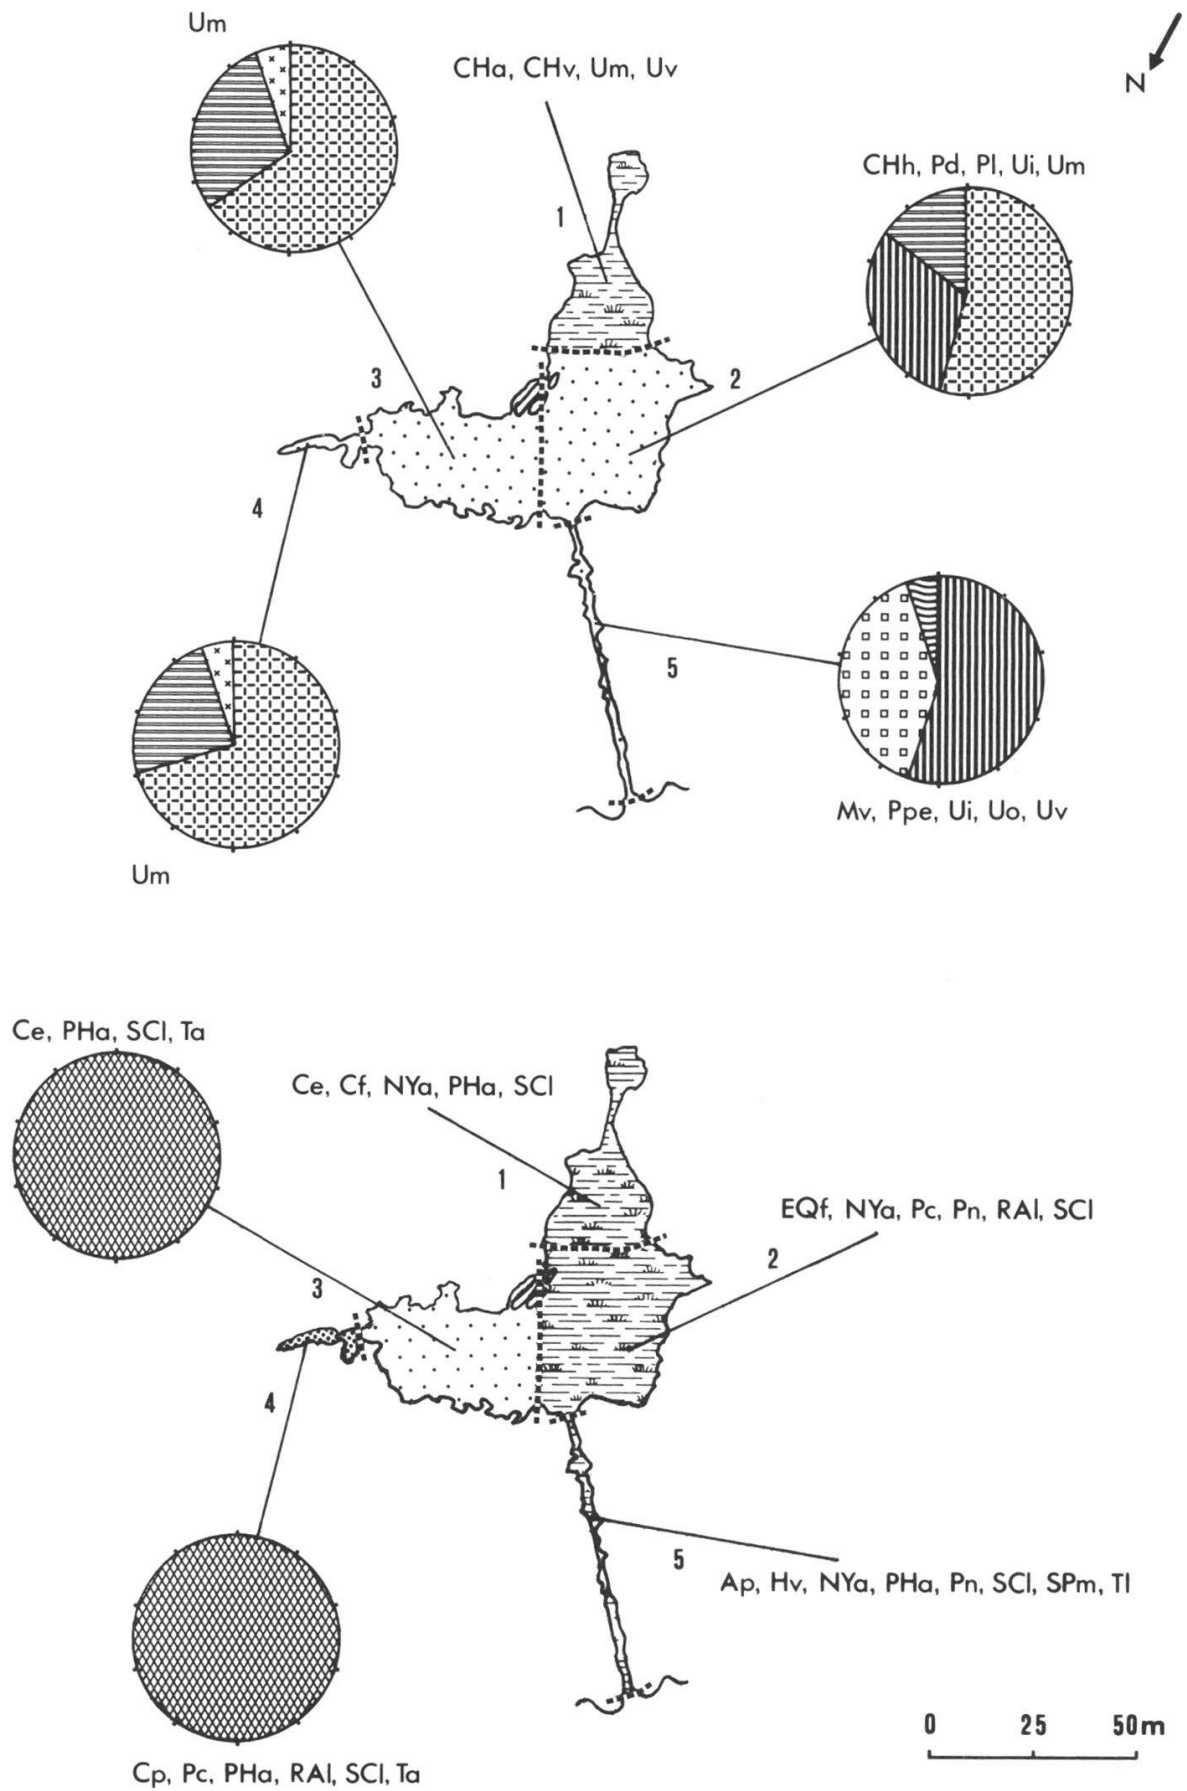 Um
CHa, CHv, Um, Uv
N
CHh, Pd, Pl, Ui, Um
1
2
3
4
5
Mv, Ppe, Ui, Uo, Uv
Um
Ce, PHa, SCl, Ta
Ce, Cf, NYa, PHa, SCl
1
EQf, NYa, Pc, Pn, RAl, SCl
2
3
4
5
Ap, Hv, NYa, PHa, Pn, SCl, SPm, Tl
0 25 50m
Cp, Pc, PHa, RAl, SCl, Ta